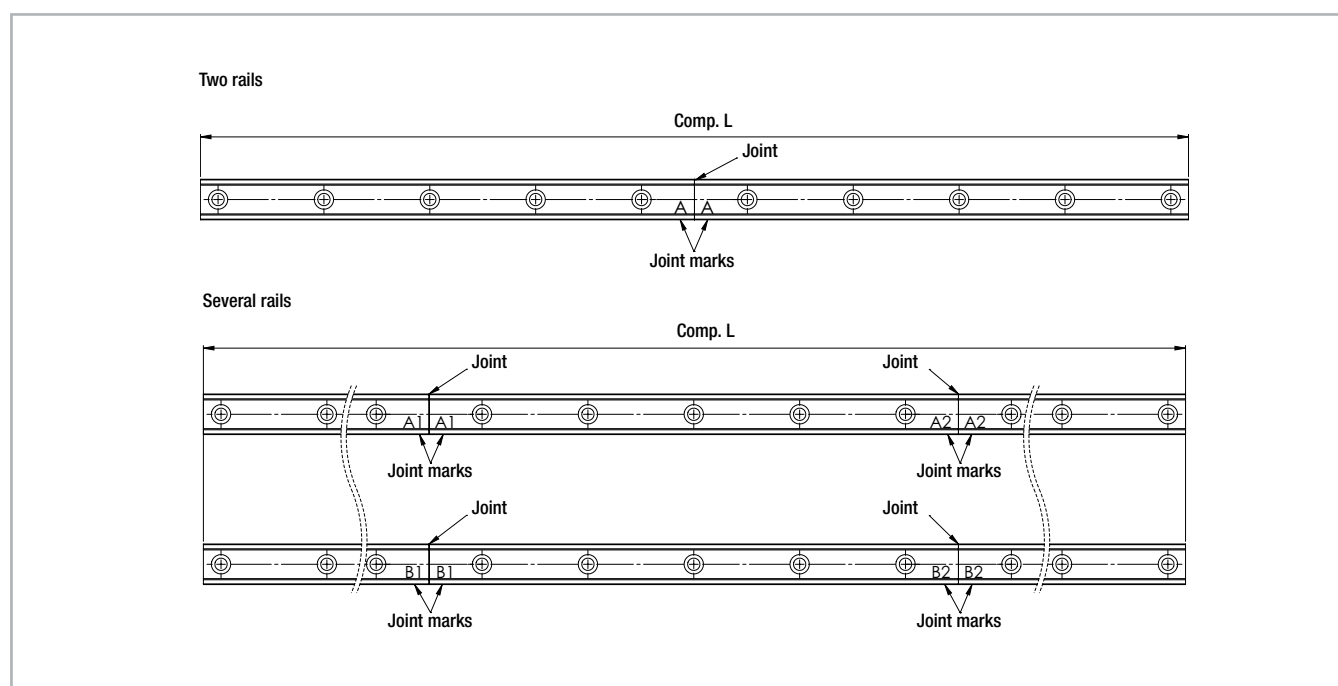 Two rails
Comp. L
Joint
A A
Joint marks
Several rails
Comp. L
Joint Joint
A1 A1 A2 A2
Joint marks Joint marks
Joint Joint
B1 B1 B2 B2
Joint marks Joint marks